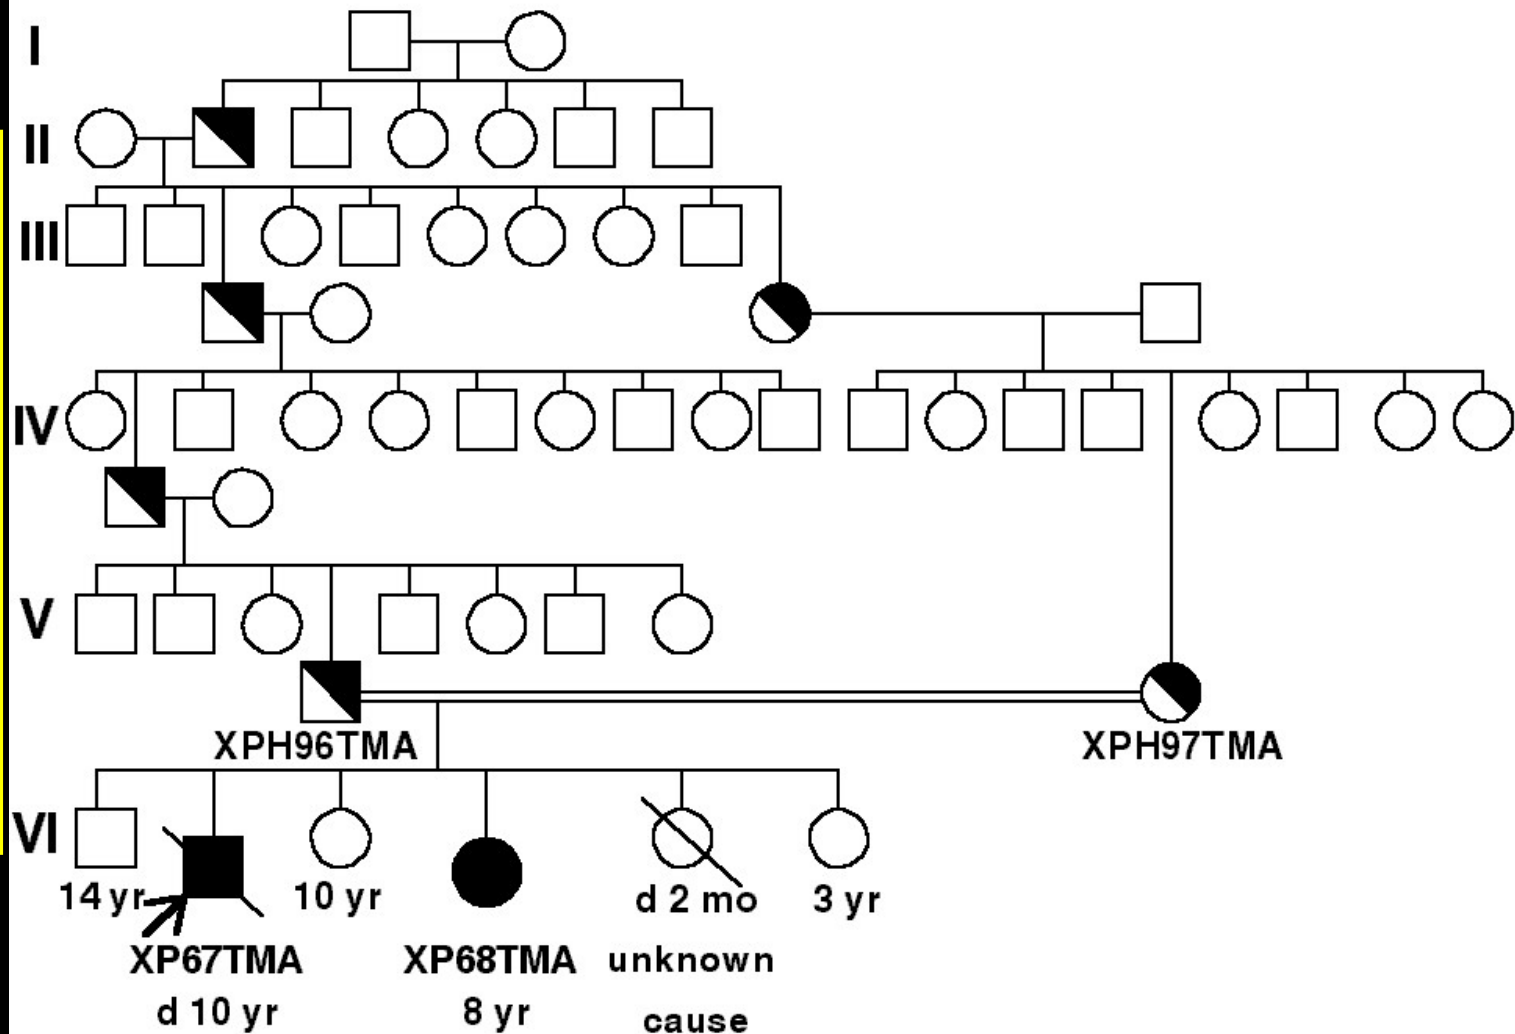 I
II
III
IV
V
XPH96TMA XPH97TMA
VI
14 yr 10 yr d 2 mo 3 yr
XP67TMA XP68TMA unknown
d 10 yr 8 yr cause